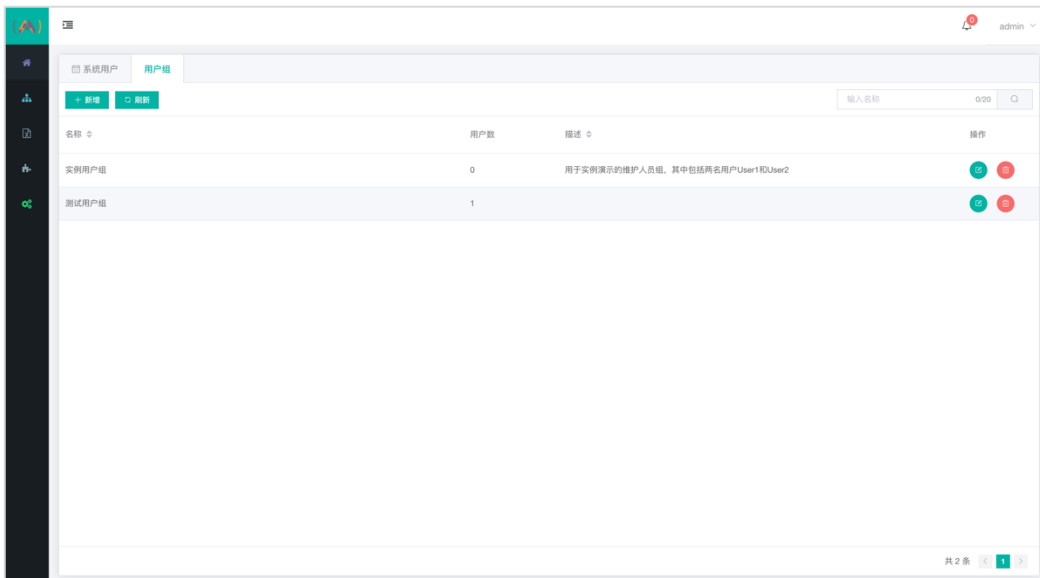 0
admin
系统用户 用户组
+ 新增 刷新 输入名称 0/20
名称 用户数 描述 操作
实例用户组 0 用于实例演示的维护人员组，其中包括两名用户User1和User2
测试用户组 1
共 2 条 < 1 >